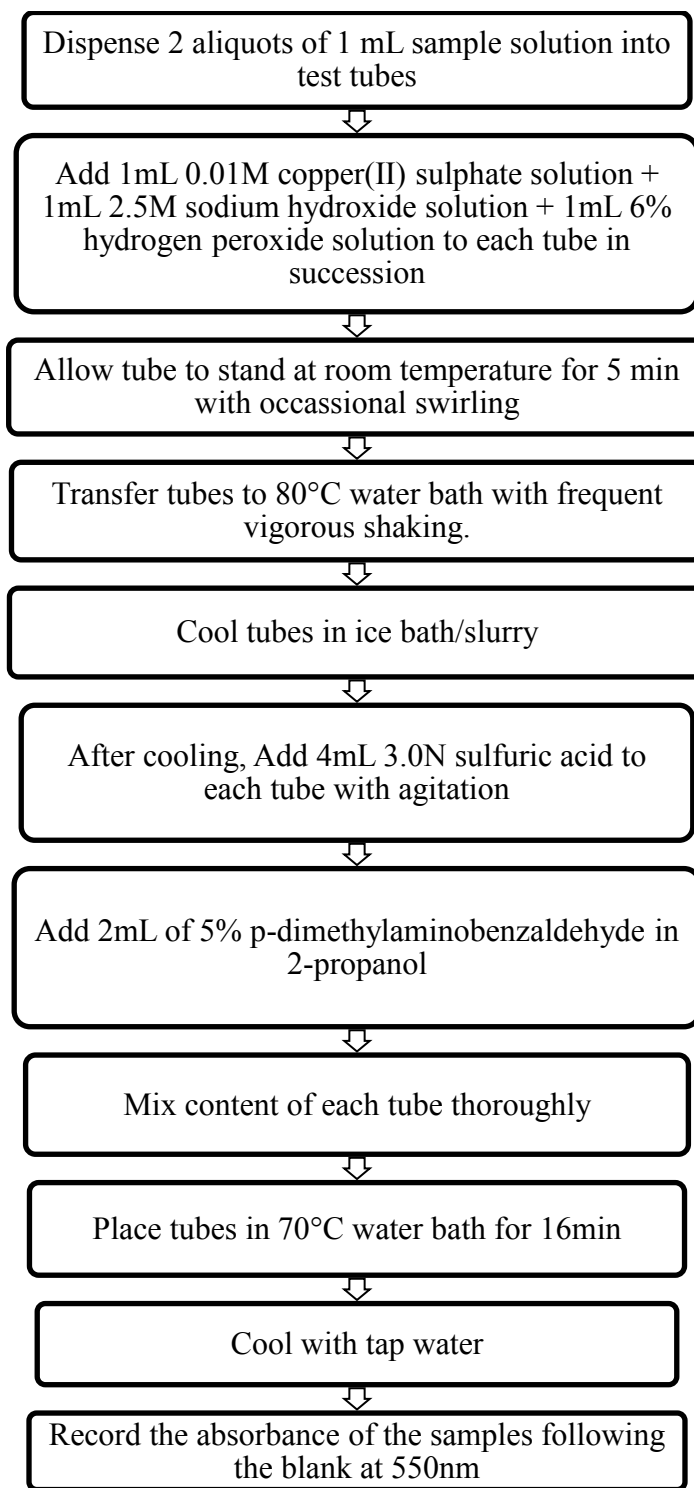 Dispense 2 aliquots of 1 mL sample solution into
test tubes
Add 1mL 0.01M copper(II) sulphate solution +
1mL 2.5M sodium hydroxide solution + 1mL 6%
hydrogen peroxide solution to each tube in
succession
Allow tube to stand at room temperature for 5 min
with occassional swirling
Transfer tubes to 80°C water bath with frequent
vigorous shaking.
Cool tubes in ice bath/slurry
After cooling, Add 4mL 3.0N sulfuric acid to
each tube with agitation
Add 2mL of 5% p-dimethylaminobenzaldehyde in
2-propanol
Mix content of each tube thoroughly
Place tubes in 70°C water bath for 16min
Cool with tap water
Record the absorbance of the samples following
the blank at 550nm